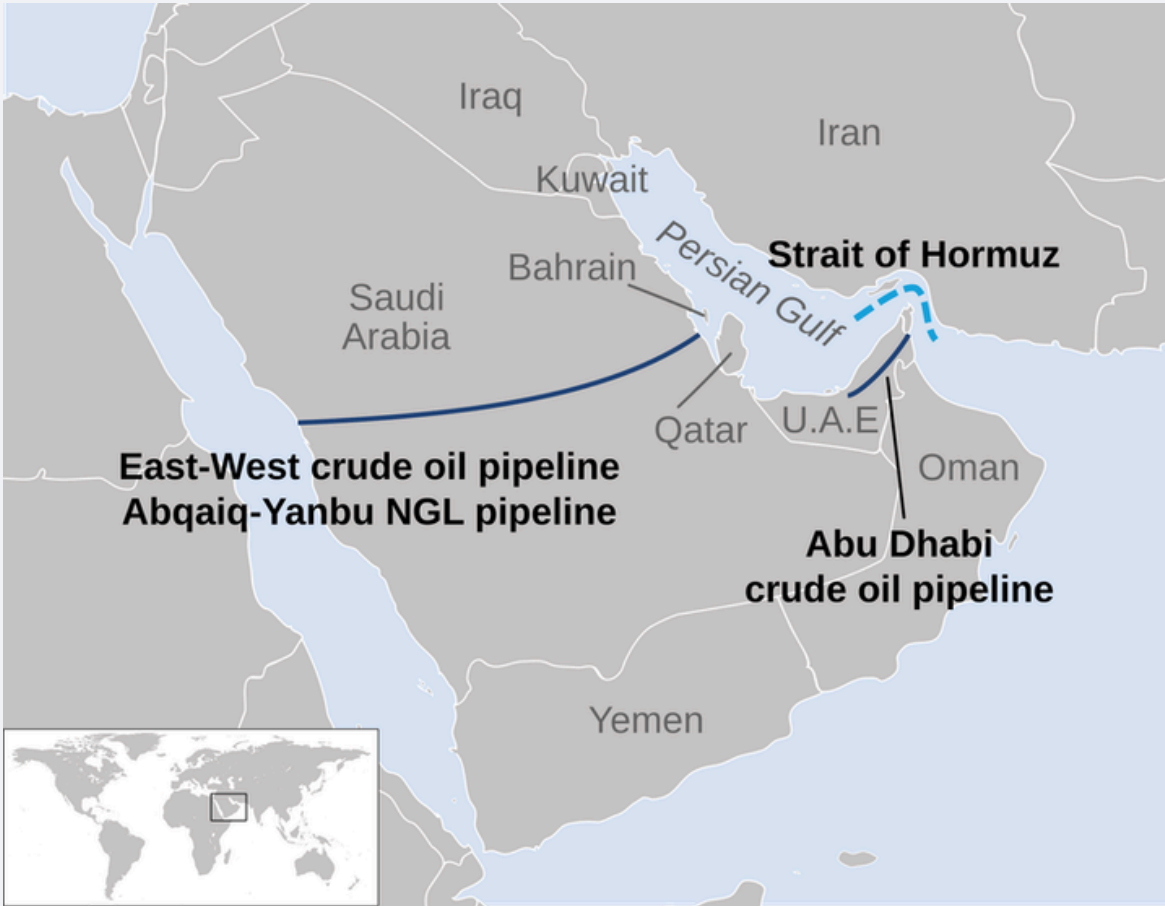 Iraq
Iran
Kuwait
Persian Gulf
Strait of Hormuz
Bahrain
Saudi
Arabia
Qatar
U.A.E
East-West crude oil pipeline
Abqaiq-Yanbu NGL pipeline
Oman
Abu Dhabi
crude oil pipeline
Yemen